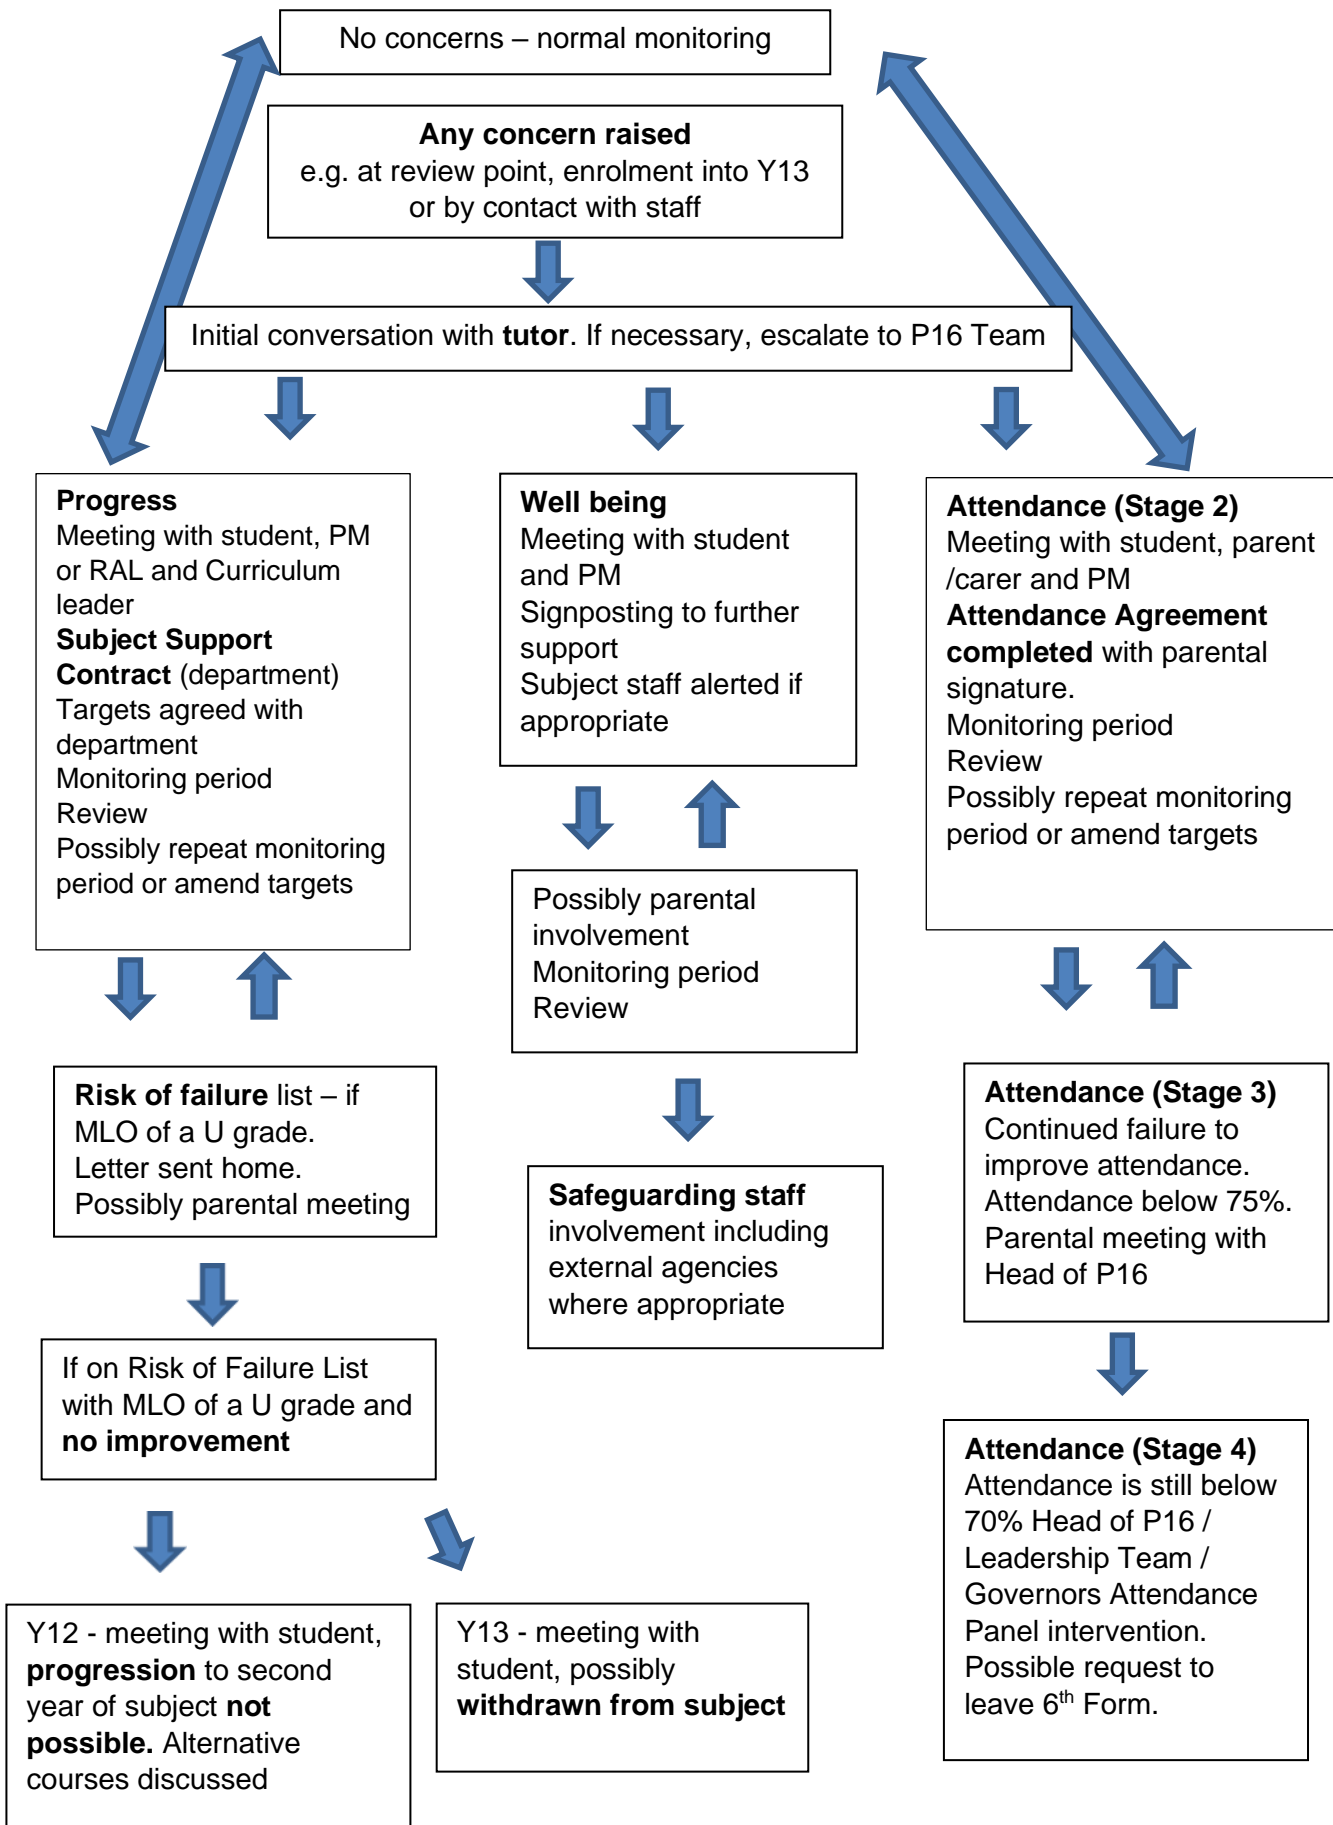 No concerns – normal monitoring
Any concern raised
e.g. at review point, enrolment into Y13
or by contact with staff
Initial conversation with tutor. If necessary, escalate to P16 Team
Progress
Meeting with student, PM
or RAL and Curriculum
leader
Subject Support
Contract (department)
Targets agreed with
department
Monitoring period
Review
Possibly repeat monitoring
period or amend targets
Well being
Meeting with student
and PM
Signposting to further
support
Subject staff alerted if
appropriate
Attendance (Stage 2)
Meeting with student, parent
/carer and PM
Attendance Agreement
completed with parental
signature.
Monitoring period
Review
Possibly repeat monitoring
period or amend targets
Possibly parental
involvement
Monitoring period
Review
Risk of failure list – if
MLO of a U grade.
Letter sent home.
Possibly parental meeting
Safeguarding staff
involvement including
external agencies
where appropriate
Attendance (Stage 3)
Continued failure to
improve attendance.
Attendance below 75%.
Parental meeting with
Head of P16
If on Risk of Failure List
with MLO of a U grade and
no improvement
Attendance (Stage 4)
Attendance is still below
70% Head of P16 /
Leadership Team /
Governors Attendance
Panel intervention.
Possible request to
leave 6th Form.
Y12 - meeting with student,
progression to second
year of subject not
possible. Alternative
courses discussed
Y13 - meeting with
student, possibly
withdrawn from subject